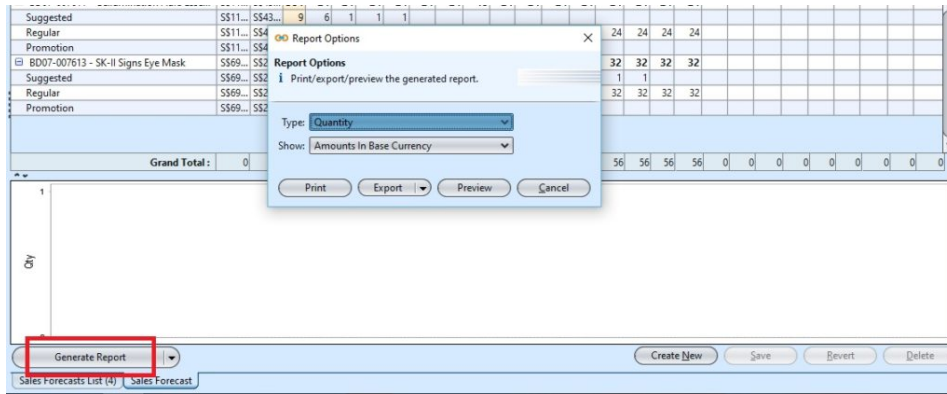 Suggested S$11... S$43... 9 6 1 1 1
Regular S$11... S$4 24 24 24 24
Promotion S$11... S$4
BD07-007613 - SK-II Signs Eye Mask S$69... S$2 32 32 32 32
Suggested S$69... S$2 1 1
Regular S$69... S$2 32 32 32 32
Promotion S$69... S$2
Grand Total : 0 56 56 56 56 0 0 0 0 0 0 0 0 0
Report Options
Report Options
Print/export/preview the generated report.
Type: Quantity
Show: Amounts In Base Currency
Print Export Preview Cancel
1
Qty
Generate Report Create New Save Revert Delete
Sales Forecasts List (4) Sales Forecast